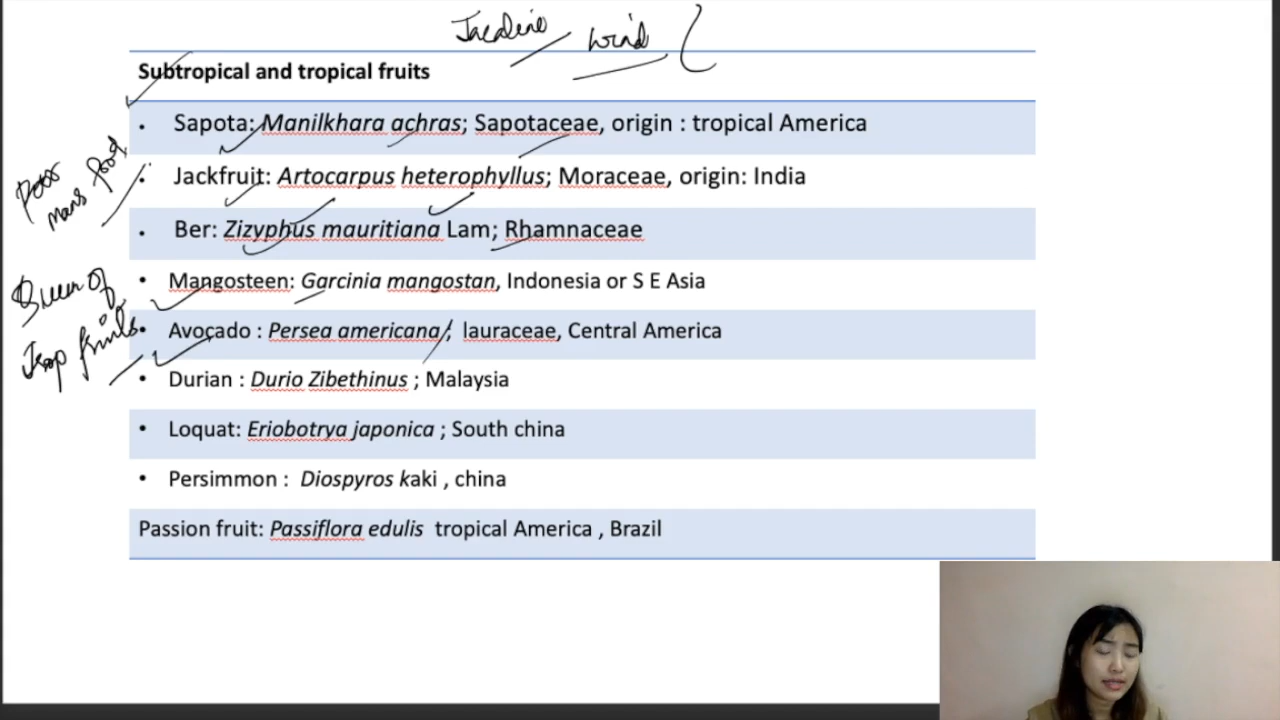 wind
Subtropical and tropical fruits
• Sapota: Manilkhara achras; Sapotaceae, origin : tropical America
• Jackfruit: Artocarpus heterophyllus; Moraceae, origin: India
Poor mans food
• Ber: Zizyphus mauritiana Lam; Rhamnaceae
• Mangosteen: Garcinia mangostan, Indonesia or S E Asia
Queen of
Trop fruits
• Avocado : Persea americana; lauraceae, Central America
• Durian : Durio Zibethinus ; Malaysia
• Loquat: Eriobotrya japonica ; South china
• Persimmon : Diospyros kaki , china
Passion fruit: Passiflora edulis tropical America , Brazil